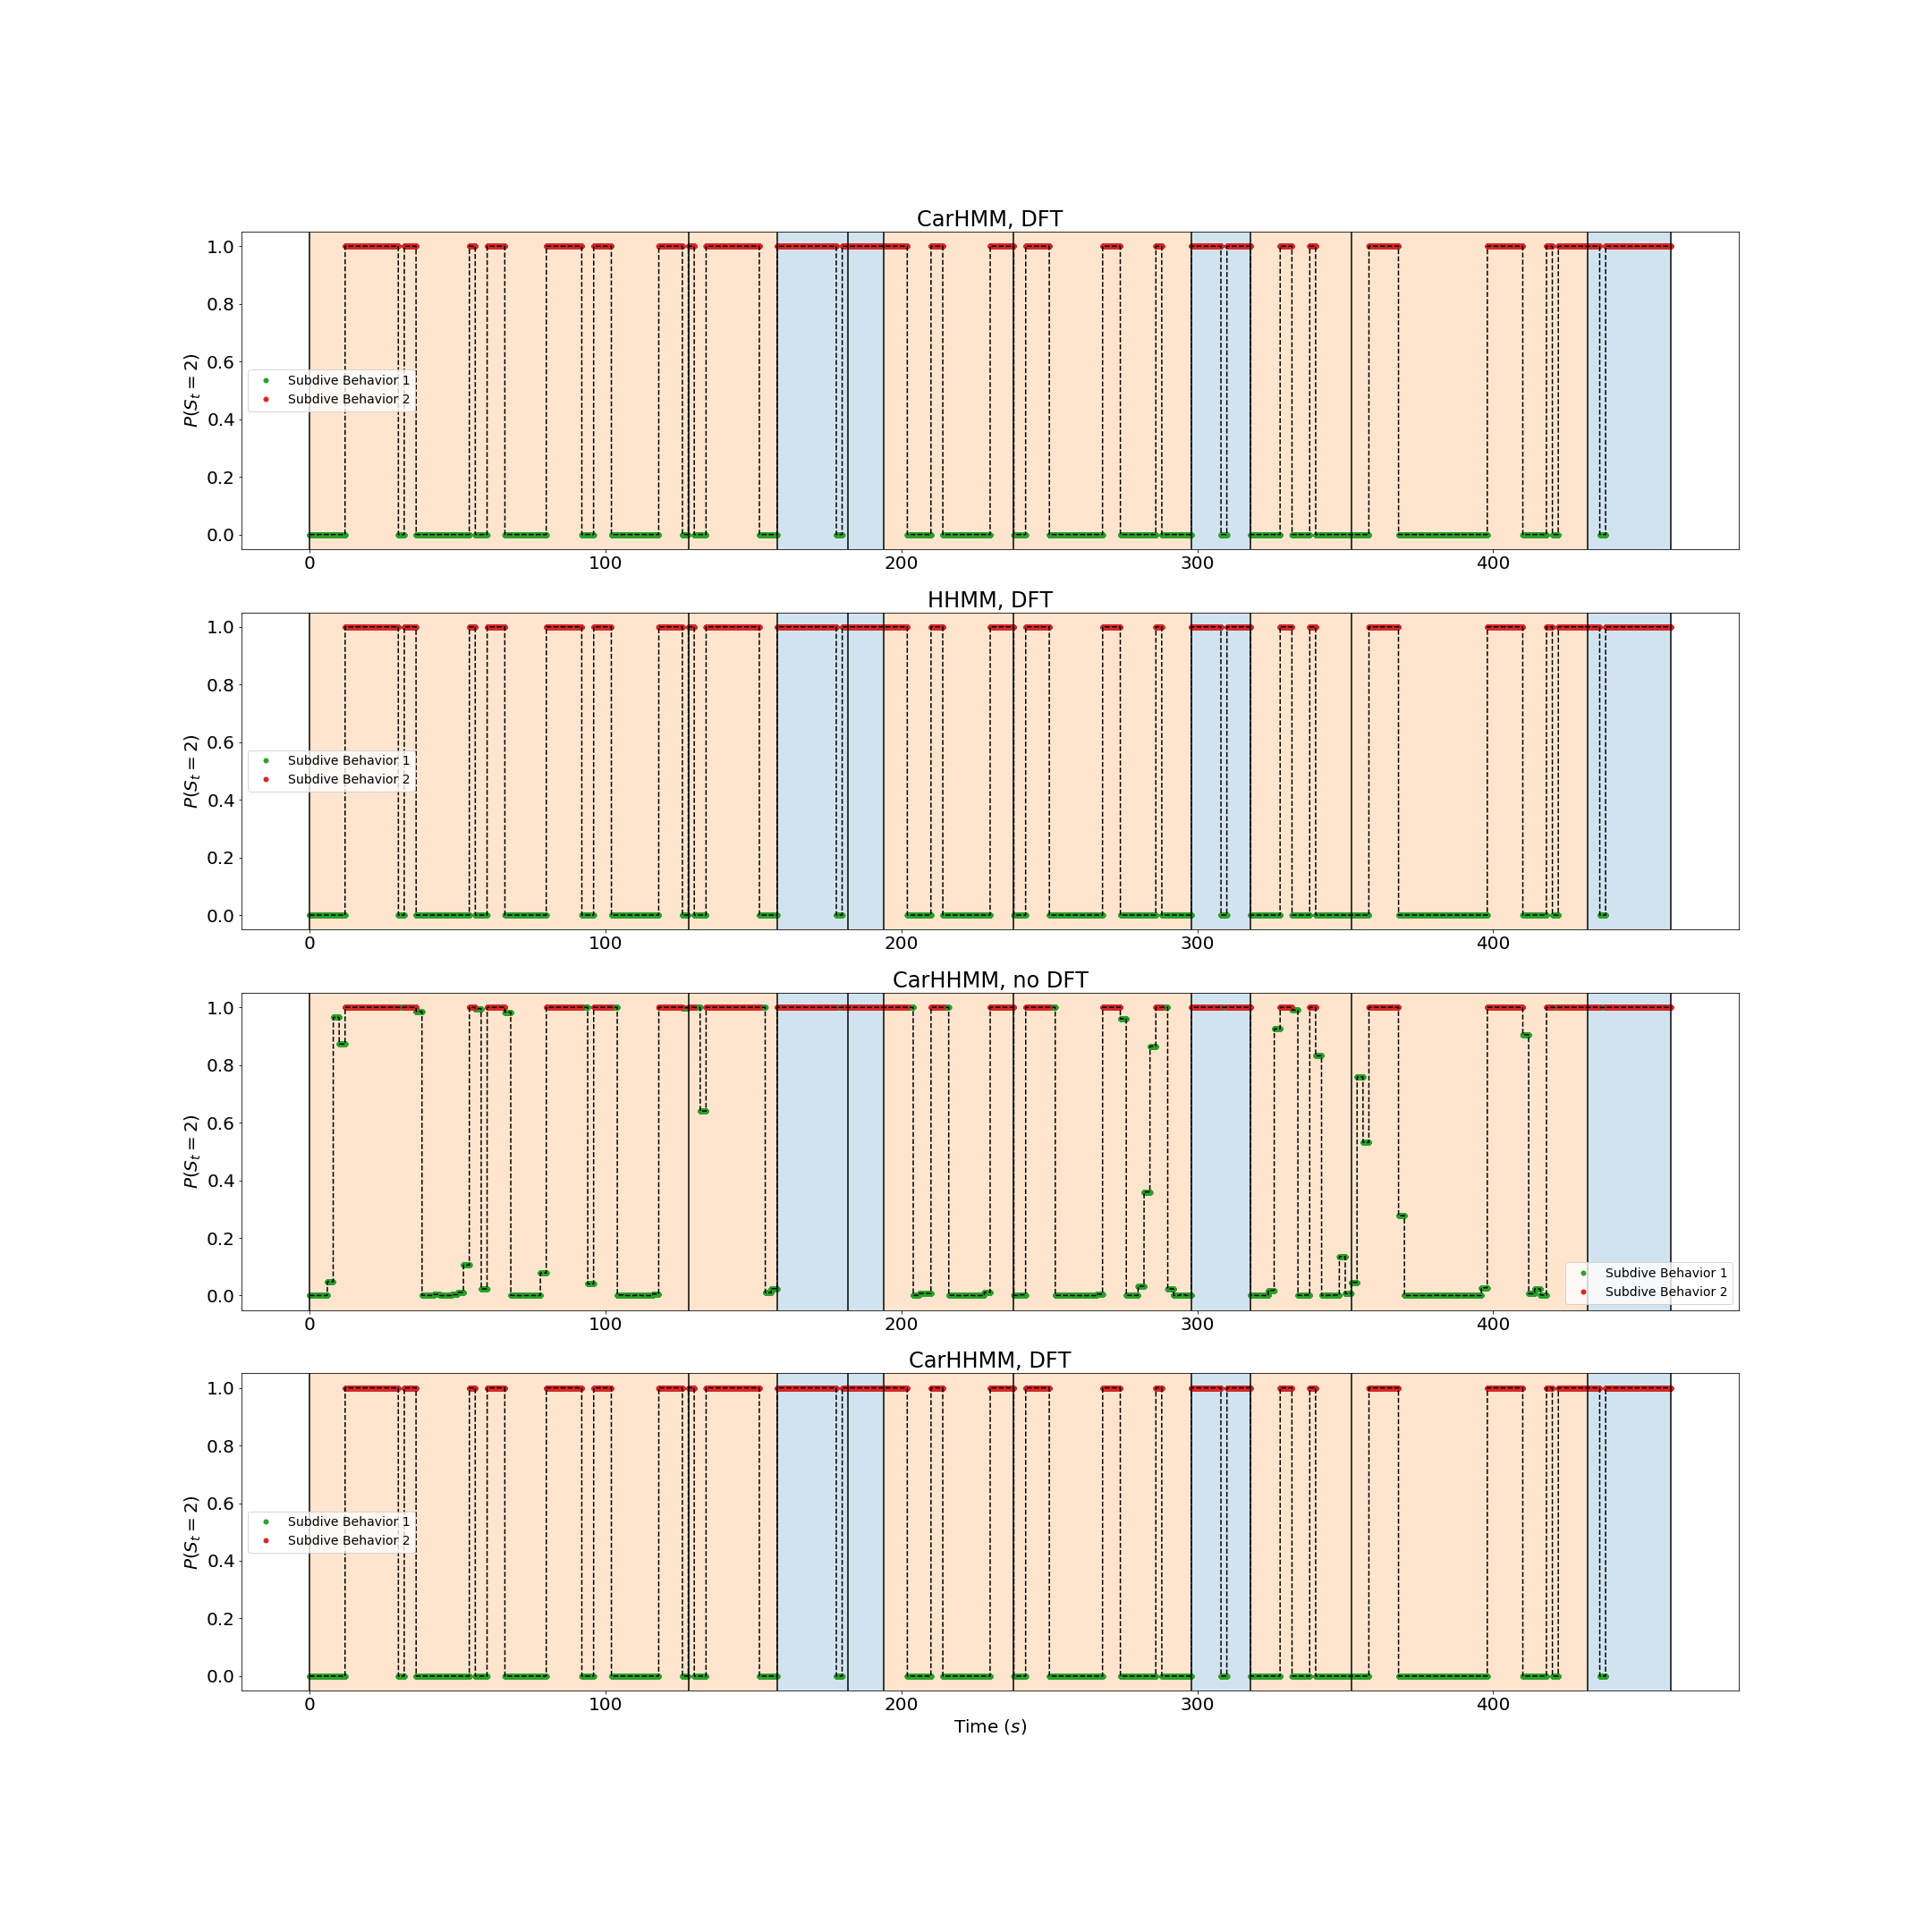 CarHMM, DFT
1.0
0.8
0.6
0.4
0.2
0.0
P(S_t = 2)
Subdive Behavior 1
Subdive Behavior 2
0 100 200 300 400
HHMM, DFT
1.0
0.8
0.6
0.4
0.2
0.0
P(S_t = 2)
Subdive Behavior 1
Subdive Behavior 2
0 100 200 300 400
CarHHMM, no DFT
1.0
0.8
0.6
0.4
0.2
0.0
P(S_t = 2)
Subdive Behavior 1
Subdive Behavior 2
0 100 200 300 400
CarHHMM, DFT
1.0
0.8
0.6
0.4
0.2
0.0
P(S_t = 2)
Subdive Behavior 1
Subdive Behavior 2
0 100 200 300 400
Time (s)